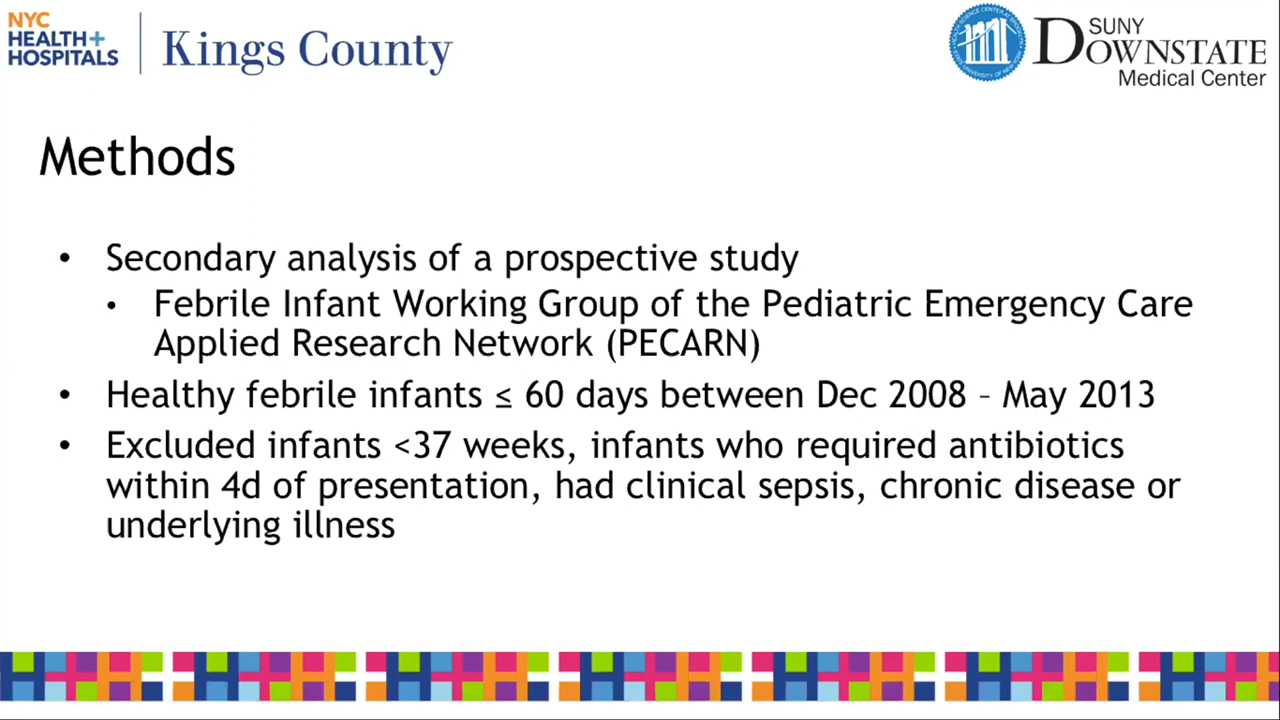 NYC
HEALTH+
HOSPITALS
Kings County
SUNY
DOWNSTATE
Medical Center
Methods
• Secondary analysis of a prospective study
• Febrile Infant Working Group of the Pediatric Emergency Care
Applied Research Network (PECARN)
• Healthy febrile infants ≤ 60 days between Dec 2008 – May 2013
• Excluded infants <37 weeks, infants who required antibiotics
within 4d of presentation, had clinical sepsis, chronic disease or
underlying illness